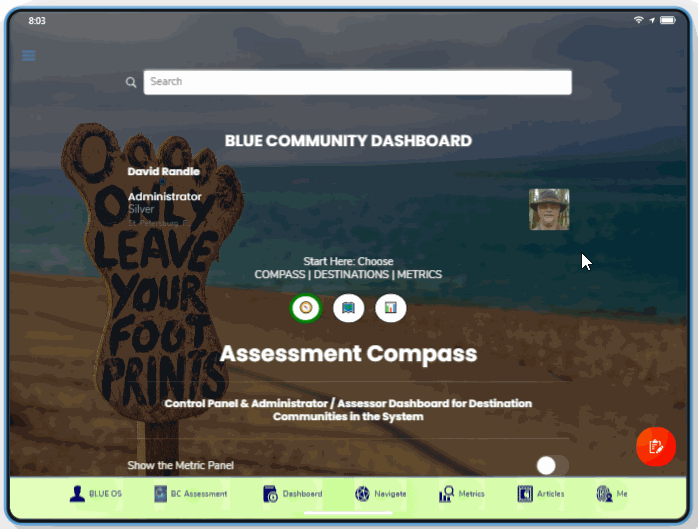 8:03
Search
BLUE COMMUNITY DASHBOARD
David Randle
Administrator
Silver
St. Petersburg, F
ONLY
LEAVE
YOUR
FOOT
PRINTS
Start Here: Choose
COMPASS | DESTINATIONS | METRICS
Assessment Compass
Control Panel & Administrator / Assessor Dashboard for Destination
Communities in the System
Show the Metric Panel
BLUE OS BC Assessment Dashboard Navigate Metrics Articles Me